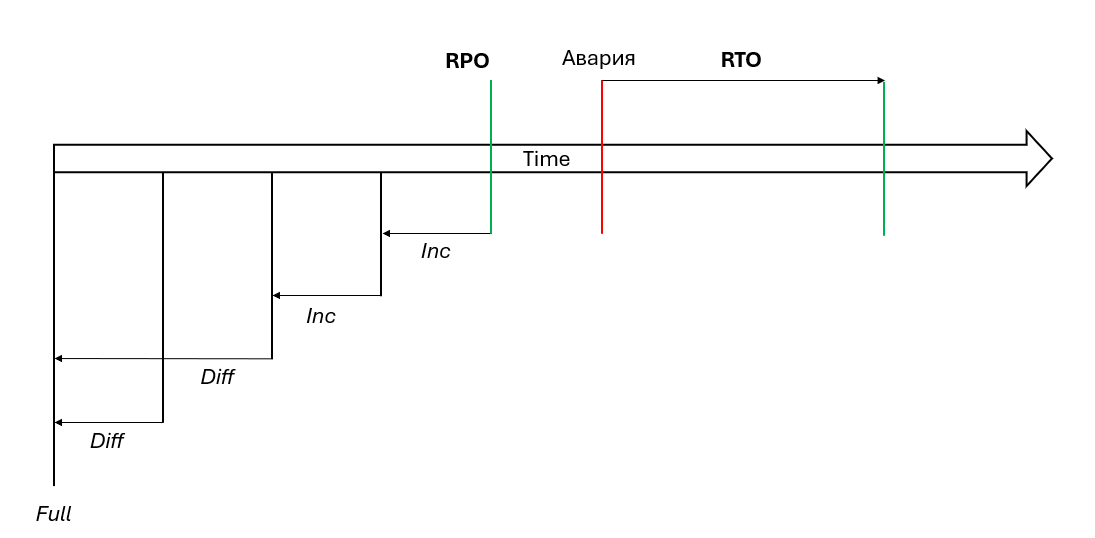 RPO
Авария
RTO
Time
Inc
Inc
Diff
Diff
Full